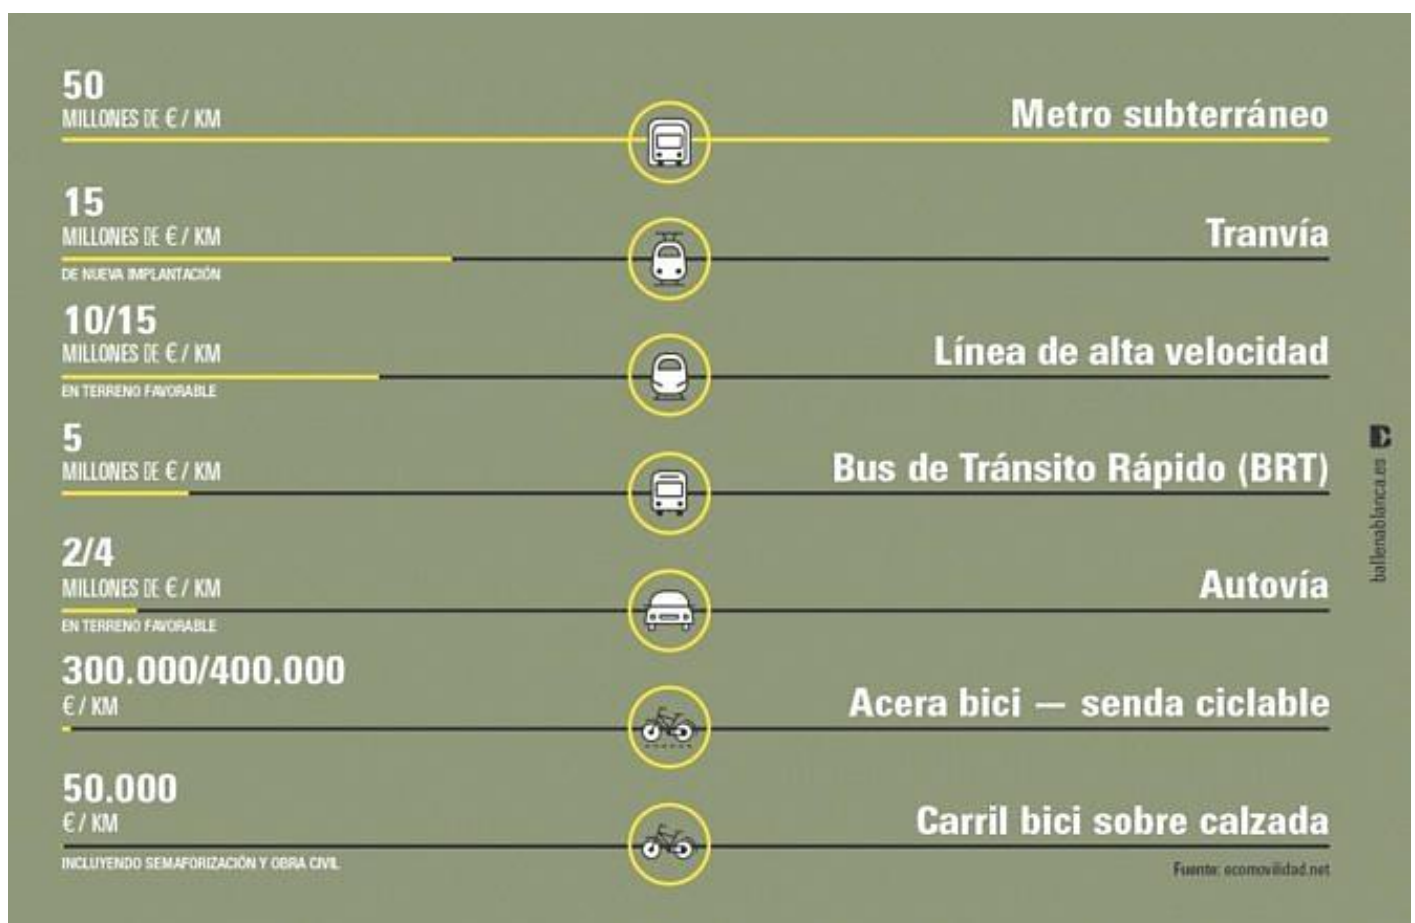 50
MILLONES DE € / KM
Metro subterráneo
15
MILLONES DE € / KM
Tranvía
DE NUEVA IMPLANTACIÓN
10/15
MILLONES DE € / KM
Línea de alta velocidad
EN TERRENO FAVORABLE
5
MILLONES DE € / KM
Bus de Tránsito Rápido (BRT)
2/4
MILLONES DE € / KM
Autovía
EN TERRENO FAVORABLE
300.000/400.000
€ / KM
Acera bici — senda ciclable
50.000
€ / KM
Carril bici sobre calzada
INCLUYENDO SEMAFORIZACIÓN Y OBRA CIVIL
Fuente: ecomovilidad.net
ballenablanca.es